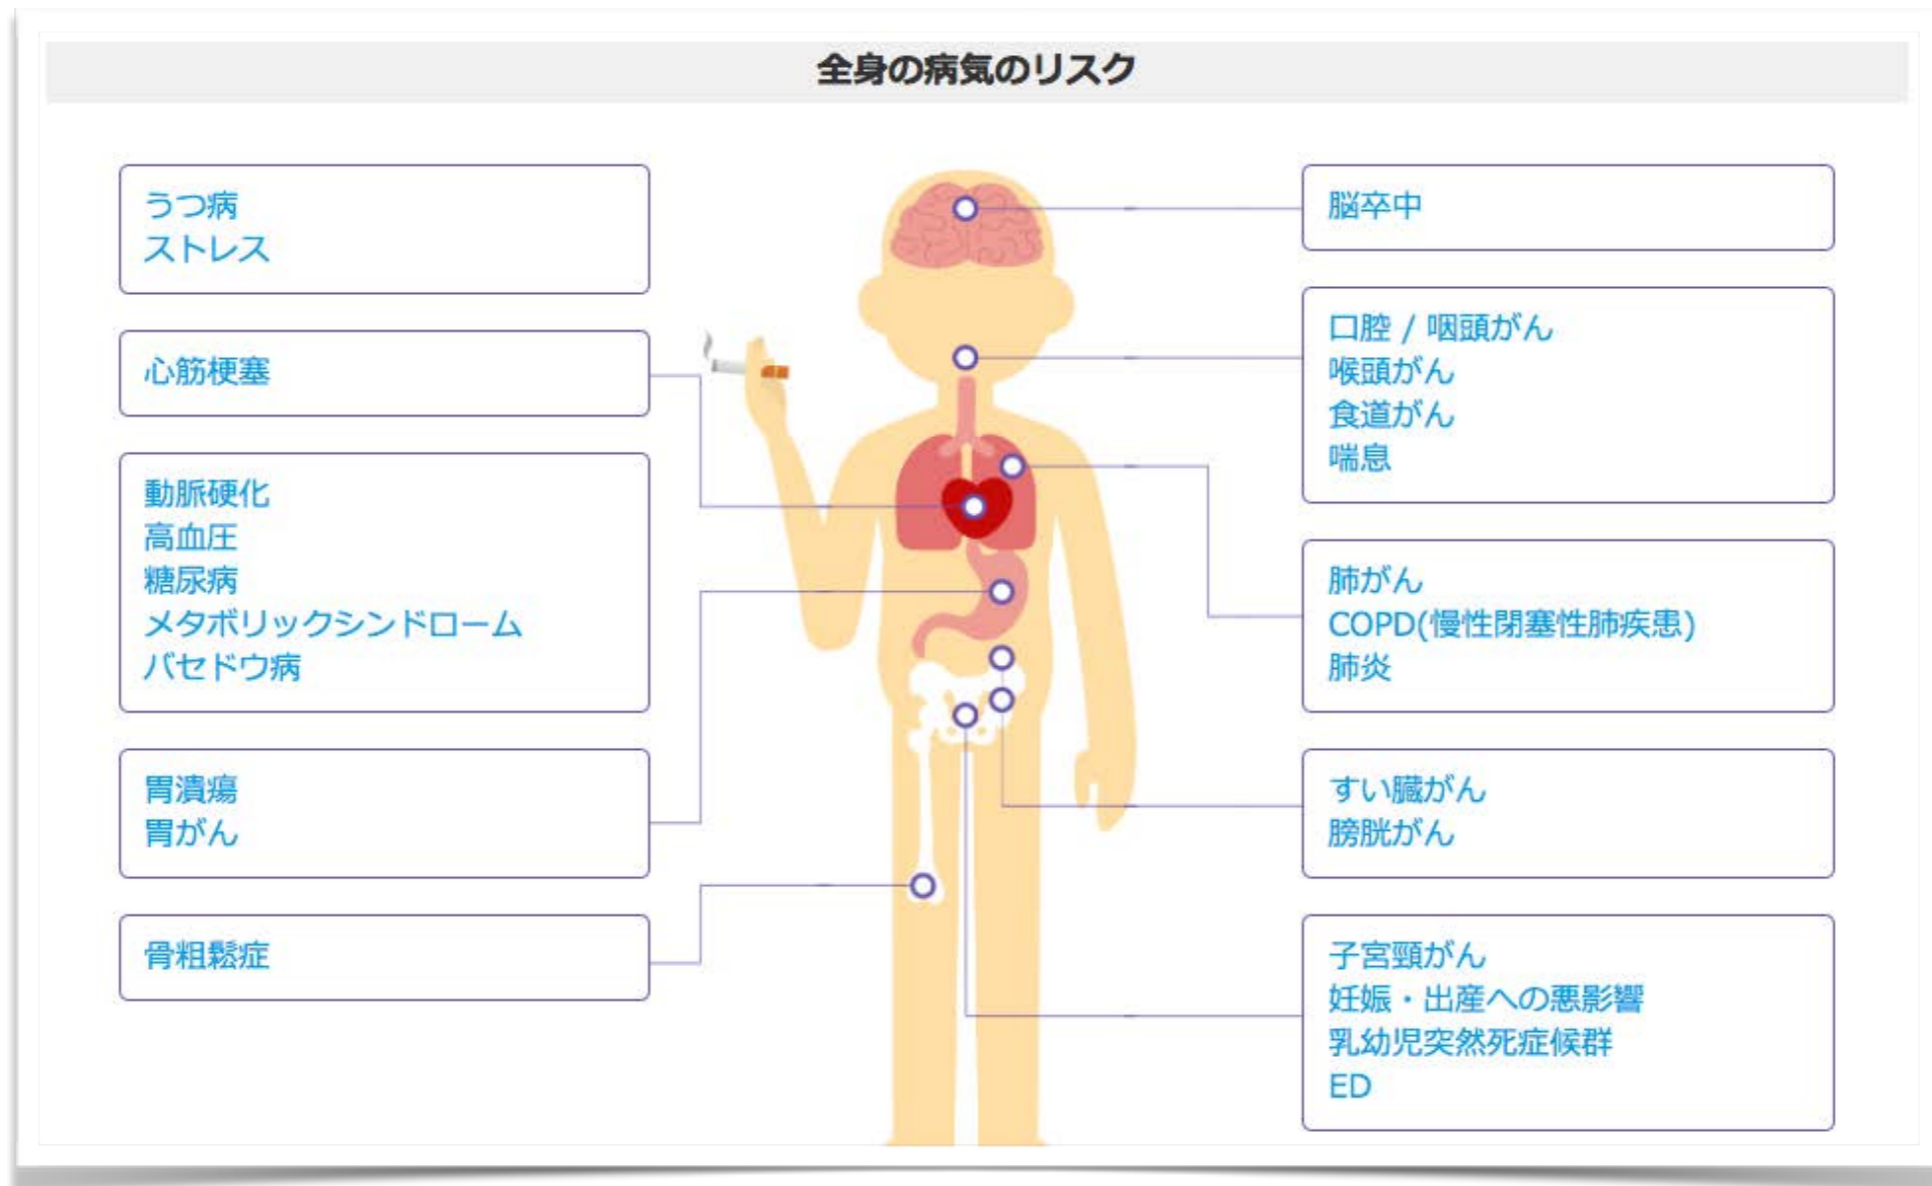 全身の病気のリスク
うつ病
ストレス
心筋梗塞
動脈硬化
高血圧
糖尿病
メタボリックシンドローム
バセドウ病
胃潰瘍
胃がん
骨粗鬆症
脳卒中
口腔 / 咽頭がん
喉頭がん
食道がん
喘息
肺がん
COPD(慢性閉塞性肺疾患)
肺炎
すい臓がん
膀胱がん
子宮頸がん
妊娠・出産への悪影響
乳幼児突然死症候群
ED